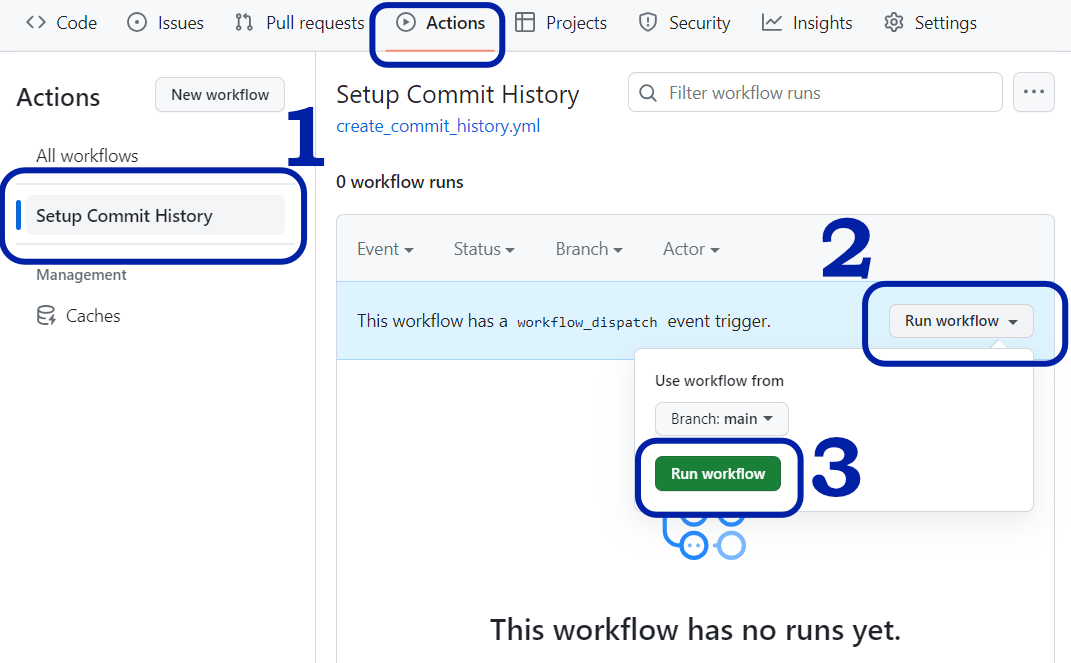 Code Issues Pull requests Actions Projects Security Insights Settings
Actions New workflow
1
All workflows
Setup Commit History
Management
Caches
Setup Commit History
Filter workflow runs
create_commit_history.yml
0 workflow runs
2
Event Status Branch Actor
This workflow has a workflow_dispatch event trigger.
Run workflow
Use workflow from
Branch: main
Run workflow
3
This workflow has no runs yet.